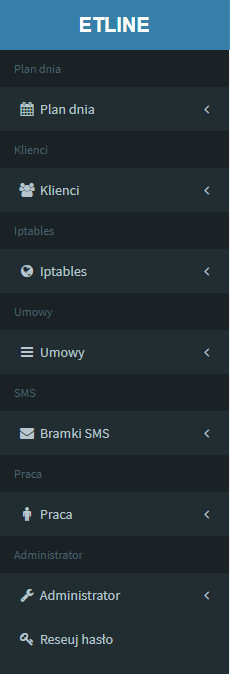 ETLINE
Plan dnia
Plan dnia
Klienci
Klienci
Iptables
Iptables
Umowy
Umowy
SMS
Bramki SMS
Praca
Praca
Administrator
Administrator
Reseuj hasło